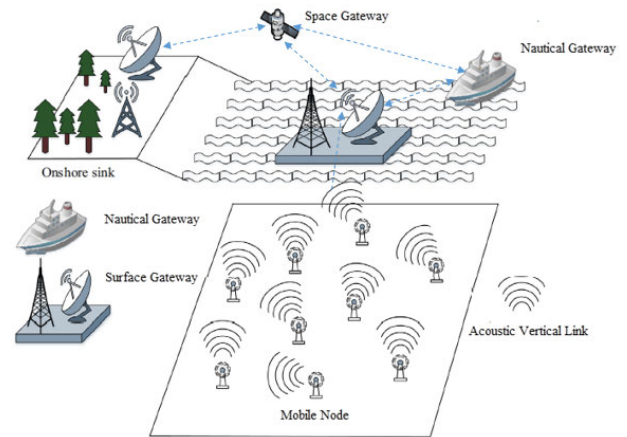 Space Gateway
Nautical Gateway
Onshore sink
Nautical Gateway
Surface Gateway
Acoustic Vertical Link
Mobile Node